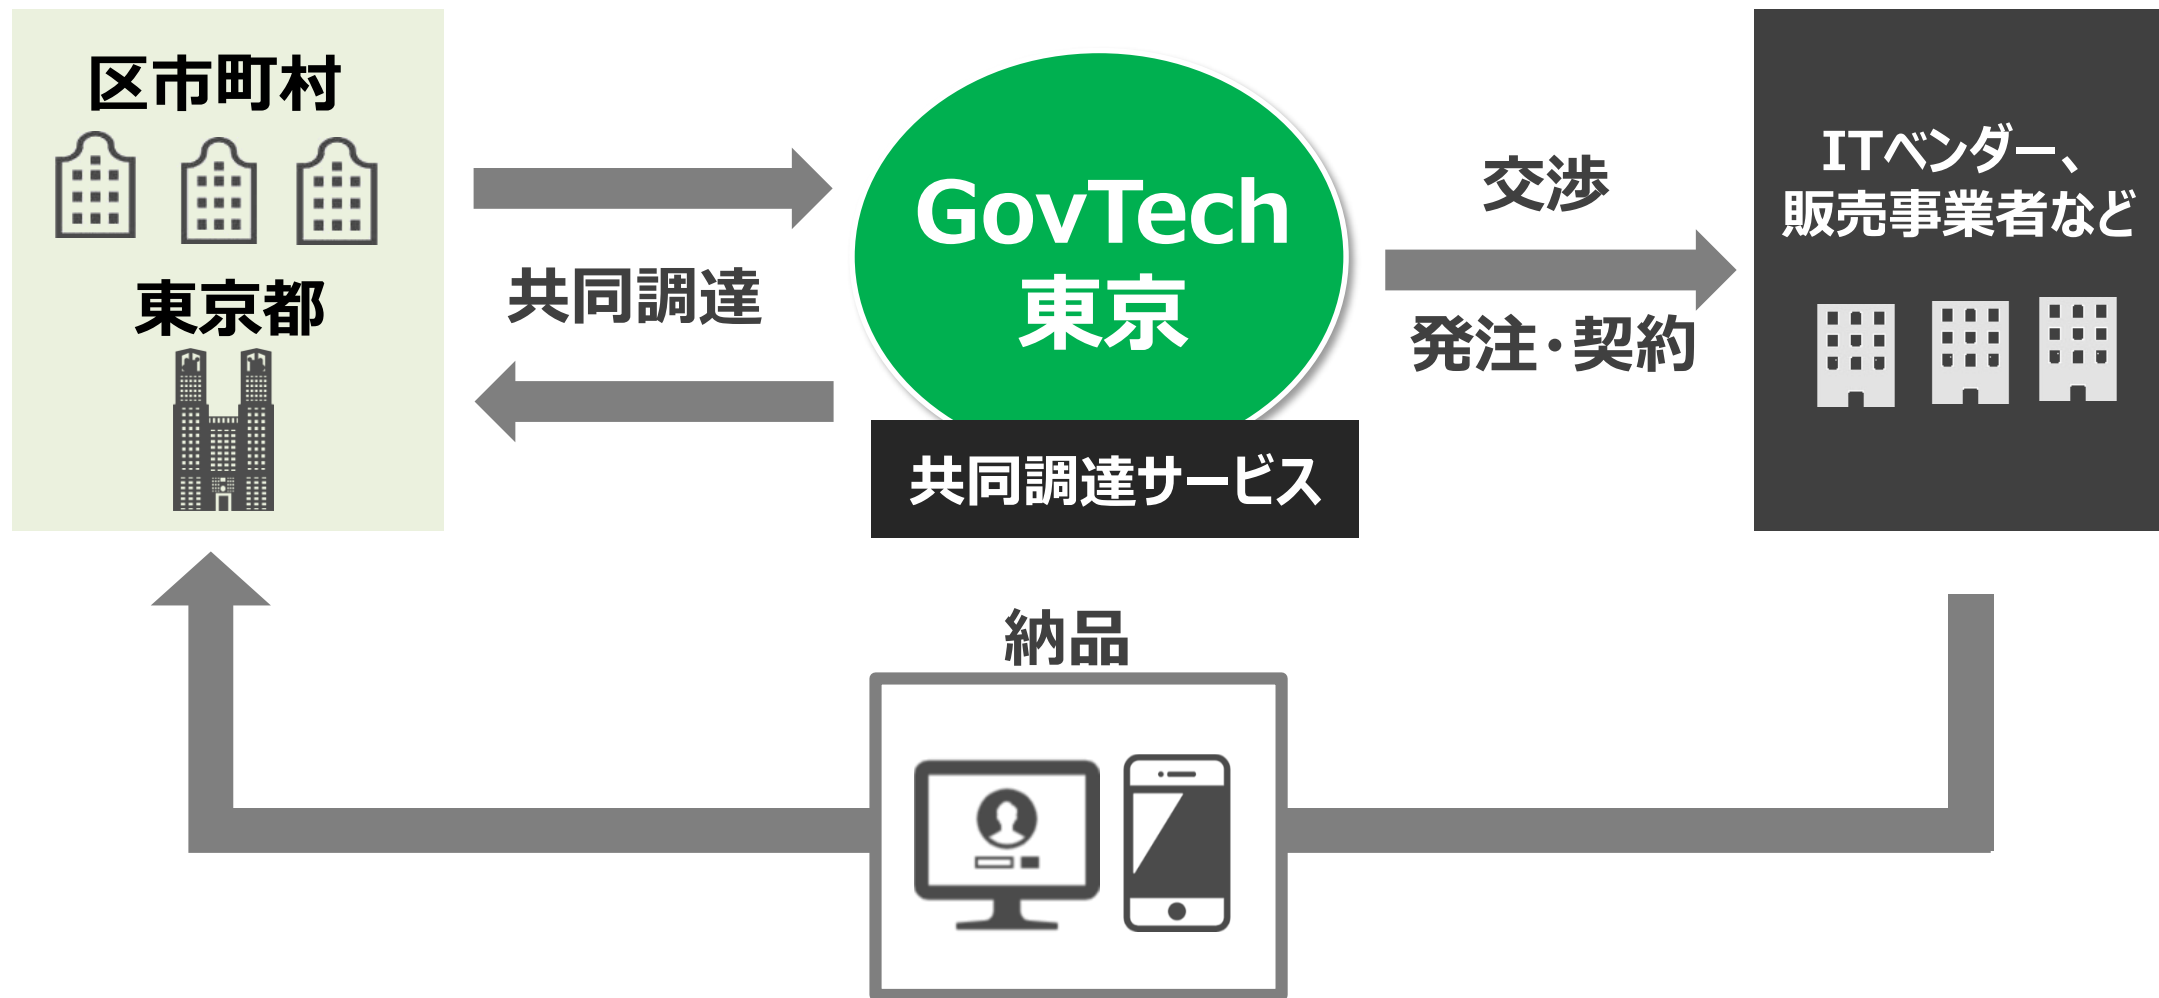 区市町村
東京都
共同調達
GovTech
東京
共同調達サービス
交渉
発注・契約
ITベンダー、
販売事業者など
納品